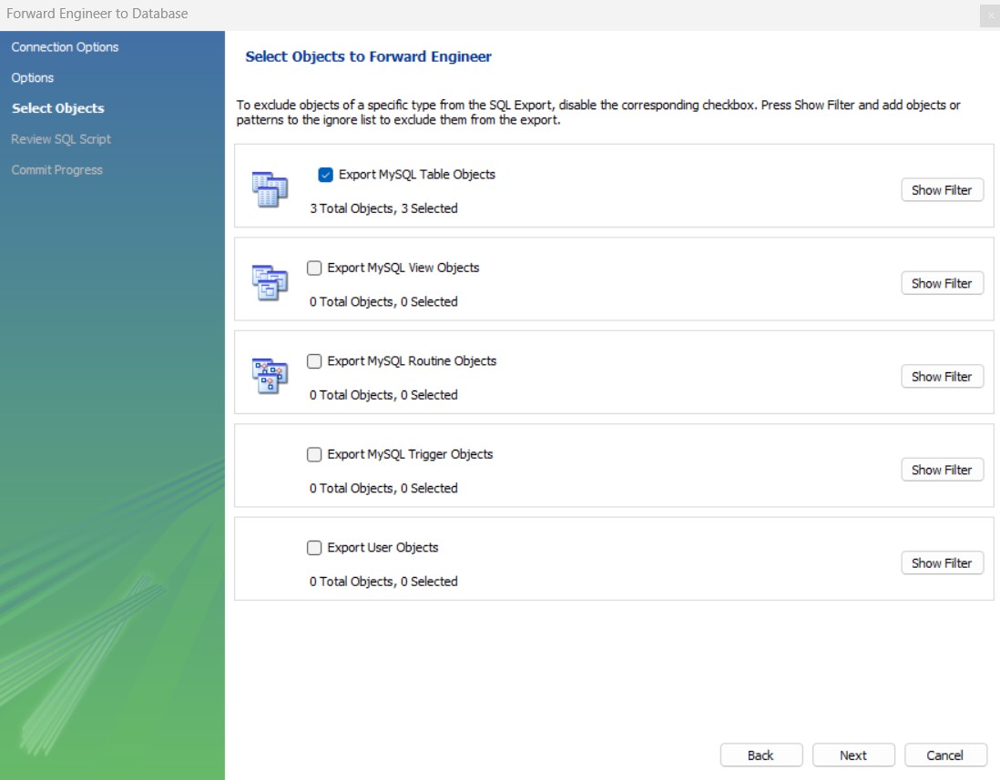 Forward Engineer to Database
Connection Options
Options
Select Objects
Review SQL Script
Commit Progress
Select Objects to Forward Engineer
To exclude objects of a specific type from the SQL Export, disable the corresponding checkbox. Press Show Filter and add objects or
patterns to the ignore list to exclude them from the export.
Export MySQL Table Objects
3 Total Objects, 3 Selected
Show Filter
Export MySQL View Objects
0 Total Objects, 0 Selected
Show Filter
Export MySQL Routine Objects
0 Total Objects, 0 Selected
Show Filter
Export MySQL Trigger Objects
0 Total Objects, 0 Selected
Show Filter
Export User Objects
0 Total Objects, 0 Selected
Show Filter
Back Next Cancel